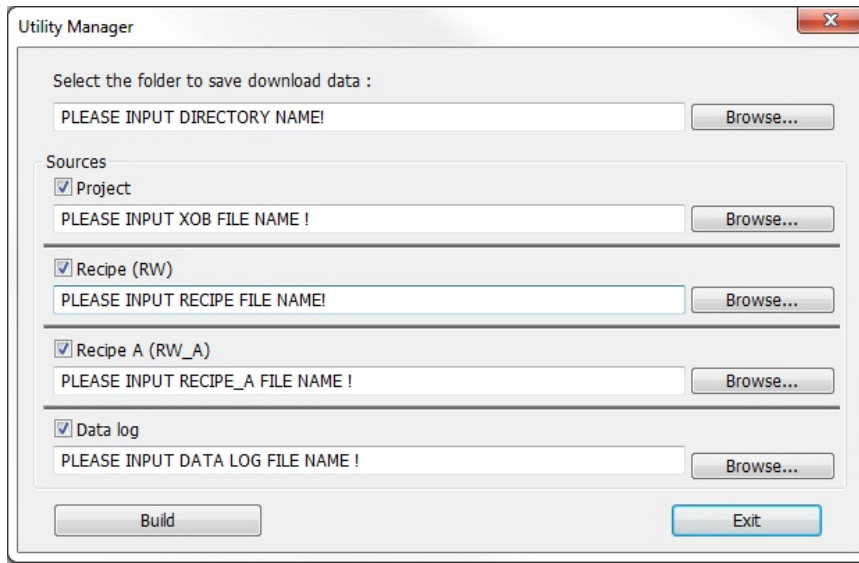 Utility Manager
Select the folder to save download data :
PLEASE INPUT DIRECTORY NAME!
Browse...
Sources
Project
PLEASE INPUT XOB FILE NAME !
Browse...
Recipe (RW)
PLEASE INPUT RECIPE FILE NAME!
Browse...
Recipe A (RW_A)
PLEASE INPUT RECIPE_A FILE NAME !
Browse...
Data log
PLEASE INPUT DATA LOG FILE NAME !
Browse...
Build
Exit